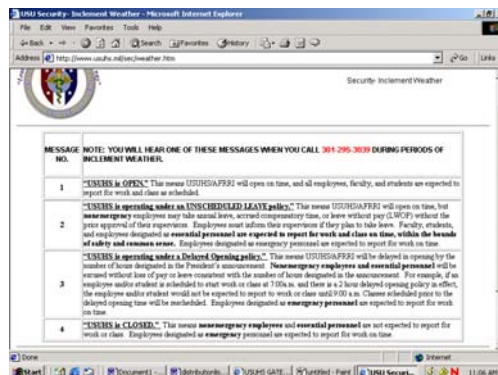 USU Security- Inclement Weather - Microsoft Internet Explorer
File Edit View Favorites Tools Help
Back Search Favorites History
Address http://www.usuhs.mil/sec/weather.htm Go Links
Security- Inclement Weather
MESSAGE NO.
NOTE: YOU WILL HEAR ONE OF THESE MESSAGES WHEN YOU CALL 301-295-3039 DURING PERIODS OF
INCLEMENT WEATHER.
1
"USUHS is OPEN." This means USUHS/AFRRI will open on time, and all employees, faculty, and students are expected to
report for work and class as scheduled.
2
"USUHS is operating under an UNSCHEDULED LEAVE policy." This means USUHS/AFRRI will open on time, but
nonemergency employees may take annual leave, accrued compensatory time, or leave without pay (LWOP) without the
prior approval of their supervisors. Employees must inform their supervisors if they plan to take leave. Faculty, students,
and employees designated as essential personnel are expected to report for work and class on time, within the bounds
of safety and common sense. Employees designated as emergency personnel are expected to report for work on time.
3
"USUHS is operating under a Delayed Opening policy." This means USUHS/AFRRI will be delayed in opening by the
number of hours designated in the President's announcement. Nonemergency employees and essential personnel will be
excused without loss of pay or leave consistent with the number of hours designated in the announcement. For example, if an
employee and/or student is scheduled to start work or class at 7:00a.m. and there is a 2 hour delayed opening policy in effect,
the employee and/or student would not be expected to report to work or class until 9:00 a.m. Classes scheduled prior to the
delayed opening time will be rescheduled. Employees designated as emergency personnel are expected to report for work
on time.
4
"USUHS is CLOSED." This means nonemergency employees and essential personnel are not expected to report for
work or class. Employees designated as emergency personnel are expected to report for work on time.
Done Internet
Start Document1 -... distributionlis... USUHS GATE... untitled - Paint USU Securi... 11:06 AM